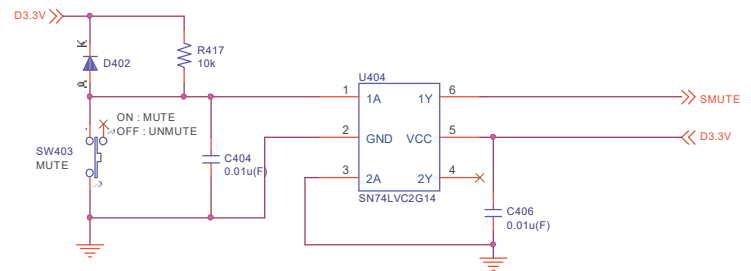 D3.3V
K
D402
A
R417
10k
U404
1
1A
1Y
6
SMUTE
ON : MUTE
OFF : UNMUTE
2
GND
VCC
5
D3.3V
SW403
MUTE
C404
0.01u(F)
3
2A
2Y
4
SN74LVC2G14
C406
0.01u(F)